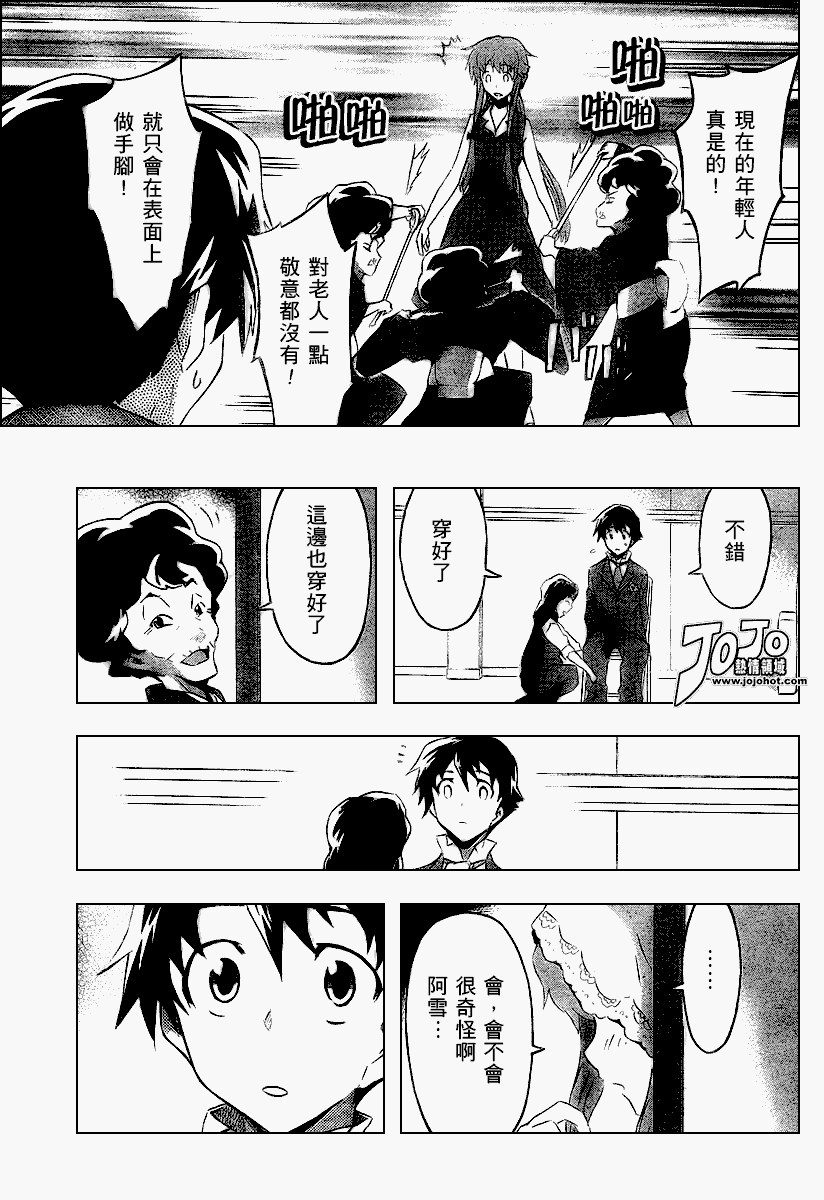 現在的年輕人
真是的！
啪
啪啪
啪啪
對老人一點
敬意都沒有！
就只會在表面上
做手腳！
不錯
穿好了
JOJO
熱情領域
www.jojohot.com
這邊也穿好了
……
會，會不會
很奇怪啊
阿雪…